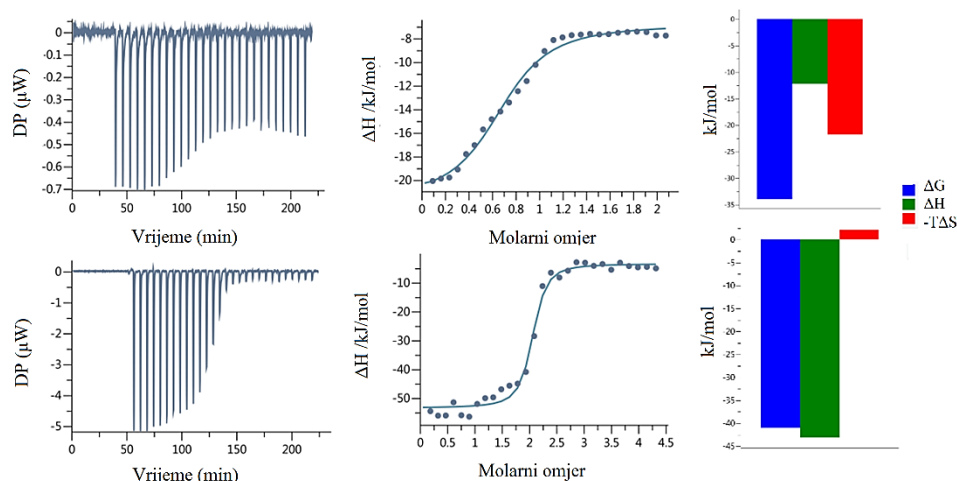 DP (μW)
0
-0.1
-0.2
-0.3
-0.4
-0.5
-0.6
-0.7
0 50 100 150 200
Vrijeme (min)
ΔH /kJ/mol
-8
-10
-12
-14
-16
-18
-20
0 0.2 0.4 0.6 0.8 1 1.2 1.4 1.6 1.8 2
Molarni omjer
kJ/mol
0
-5
-10
-15
-20
-25
-30
-35
ΔG
ΔH
-TΔS
DP (μW)
0
-1
-2
-3
-4
-5
0 50 100 150 200
Vrijeme (min)
ΔH /kJ/mol
-10
-20
-30
-40
-50
0 0.5 1 1.5 2 2.5 3 3.5 4 4.5
Molarni omjer
kJ/mol
0
-5
-10
-15
-20
-25
-30
-35
-40
-45